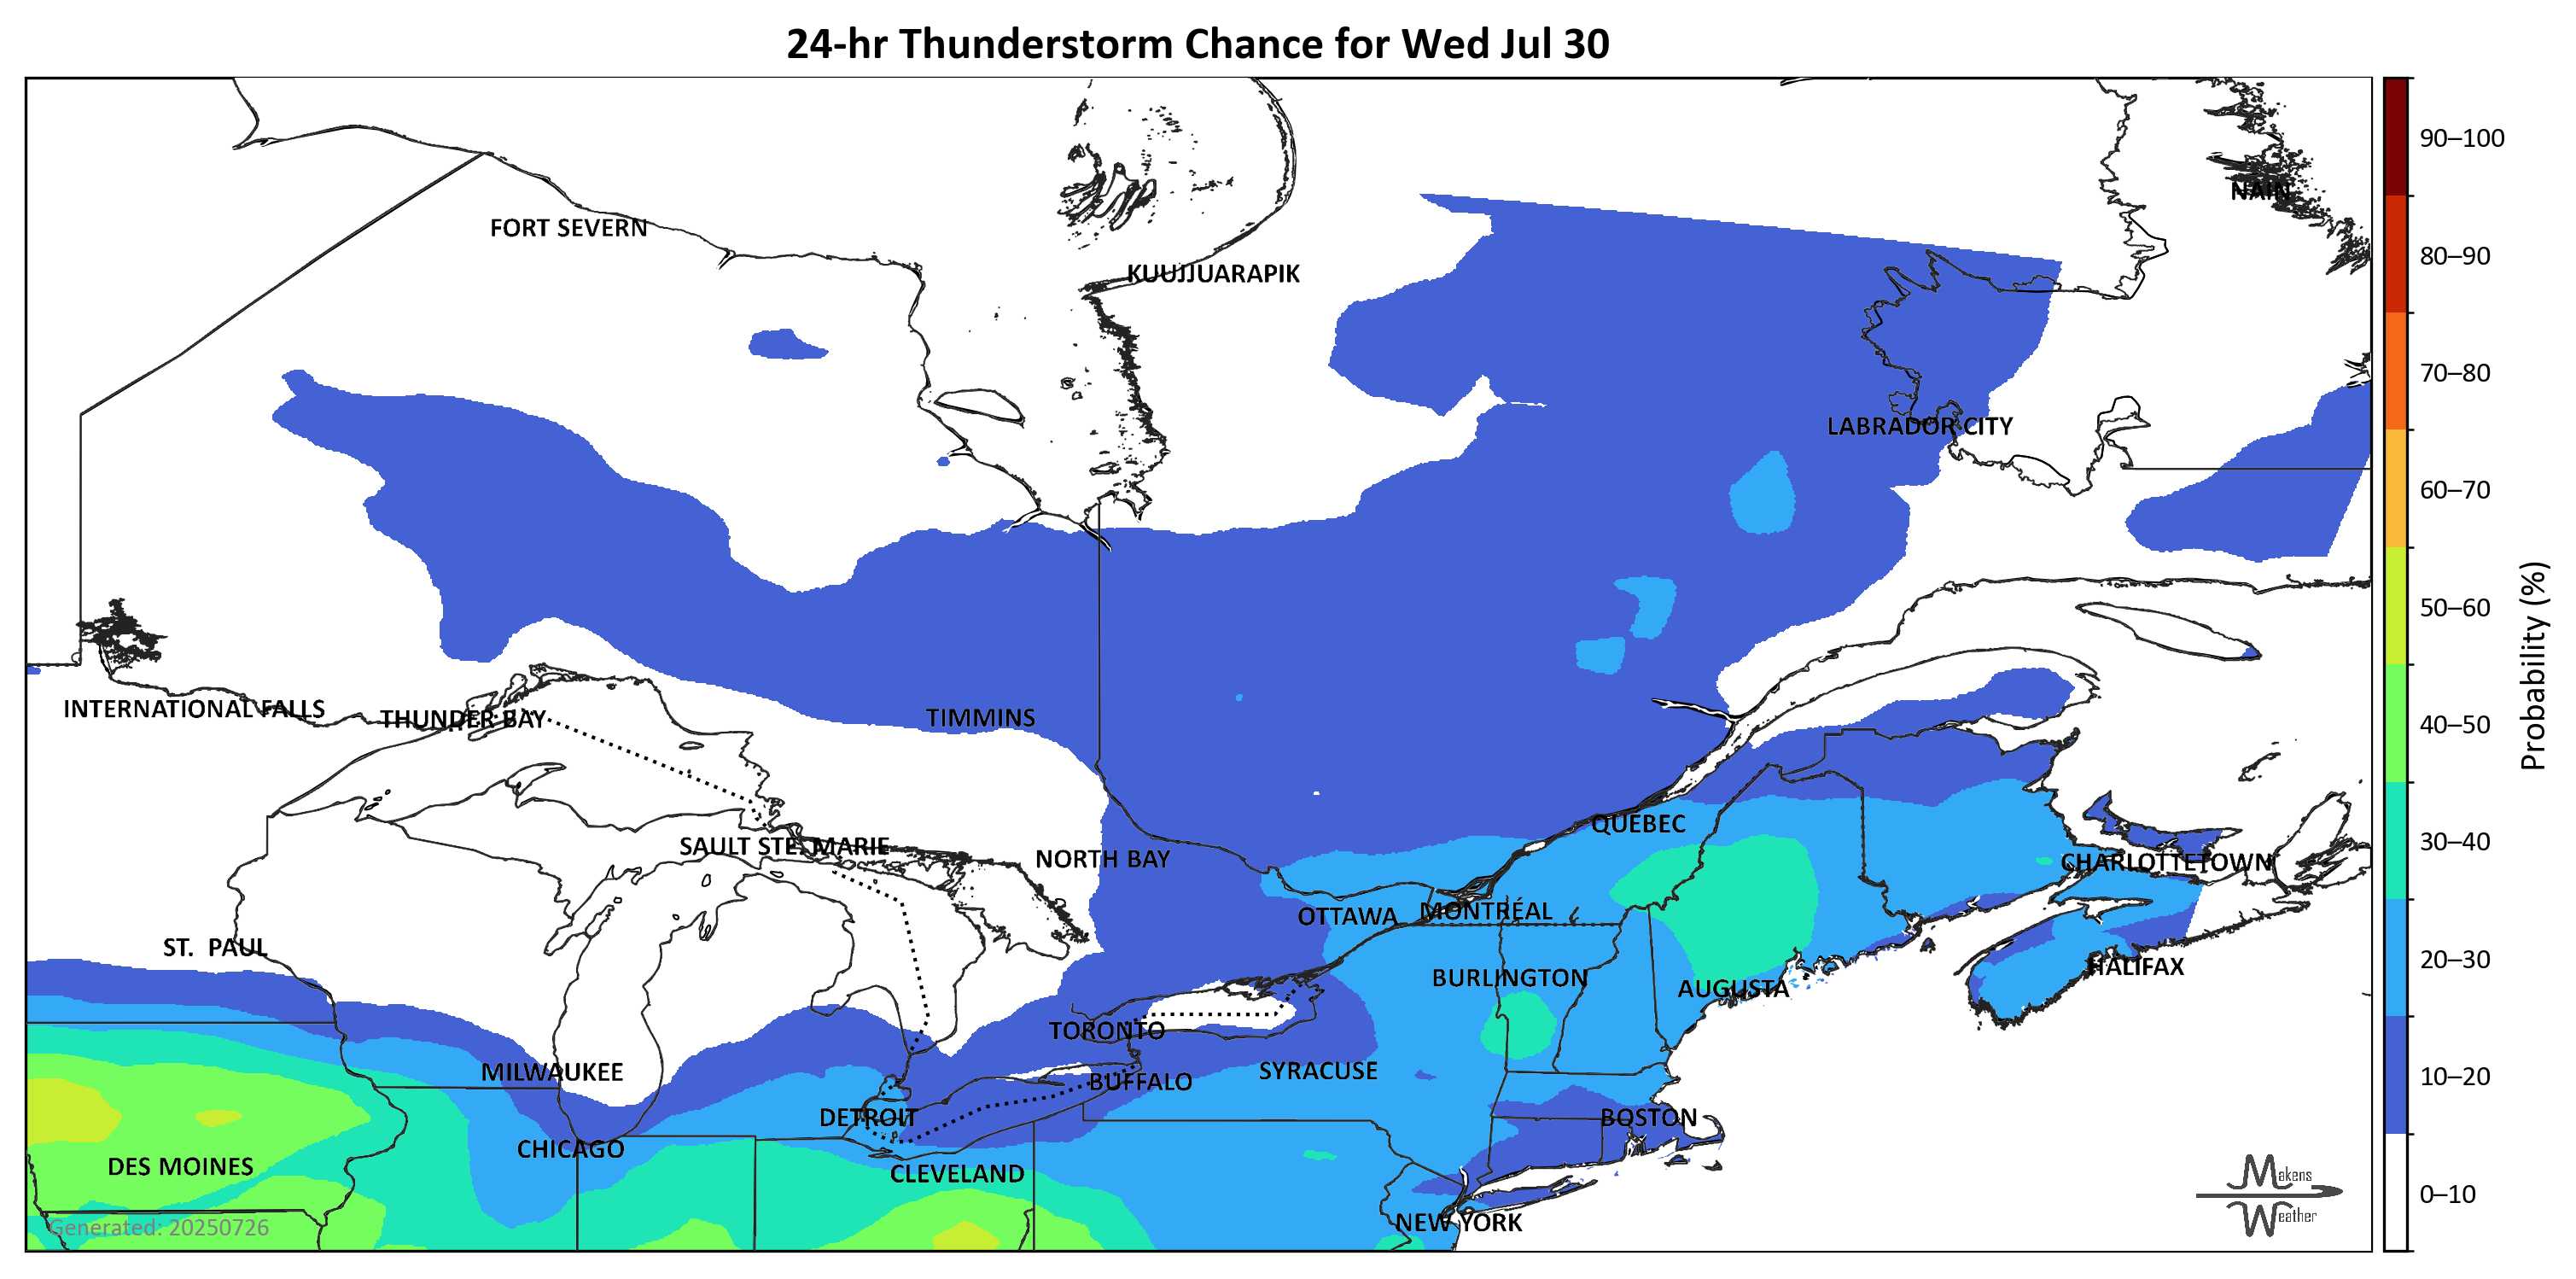 24-hr Thunderstorm Chance for Wed Jul 30
NAIN
FORT SEVERN
KUUJJUARAPIK
LABRADOR CITY
INTERNATIONAL FALLS
THUNDER BAY
TIMMINS
SAULT STE. MARIE
QUEBEC
NORTH BAY
CHARLOTTETOWN
OTTAWA
MONTRÉAL
ST. PAUL
HALIFAX
BURLINGTON
AUGUSTA
TORONTO
MILWAUKEE
SYRACUSE
BUFFALO
DETROIT
BOSTON
CHICAGO
DES MOINES
CLEVELAND
NEW YORK
Generated: 20250726
Makens
Weather
90–100
80–90
70–80
60–70
50–60
40–50
30–40
20–30
10–20
0–10
Probability (%)